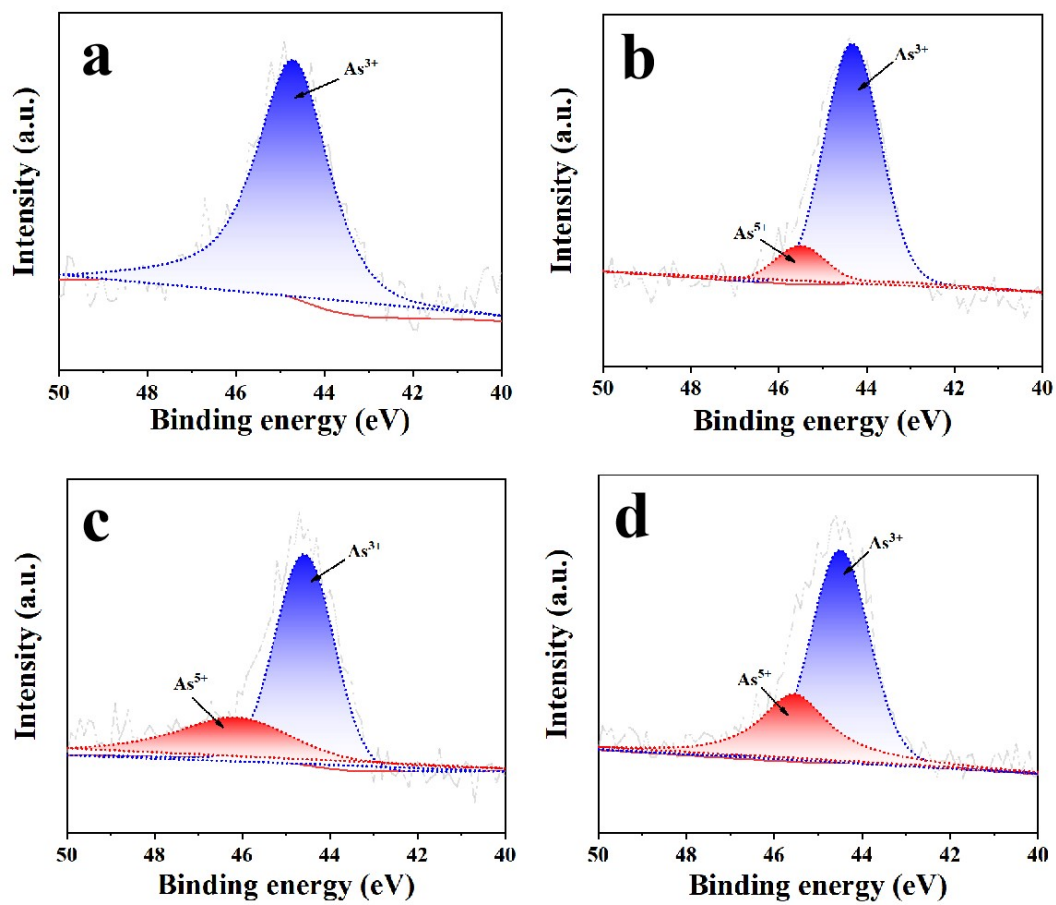 a
As3+
Intensity (a.u.)
50 48 46 44 42 40
Binding energy (eV)
b
As3+
As5+
Intensity (a.u.)
50 48 46 44 42 40
Binding energy (eV)
c
As3+
As5+
Intensity (a.u.)
50 48 46 44 42 40
Binding energy (eV)
d
As3+
As5+
Intensity (a.u.)
50 48 46 44 42 40
Binding energy (eV)